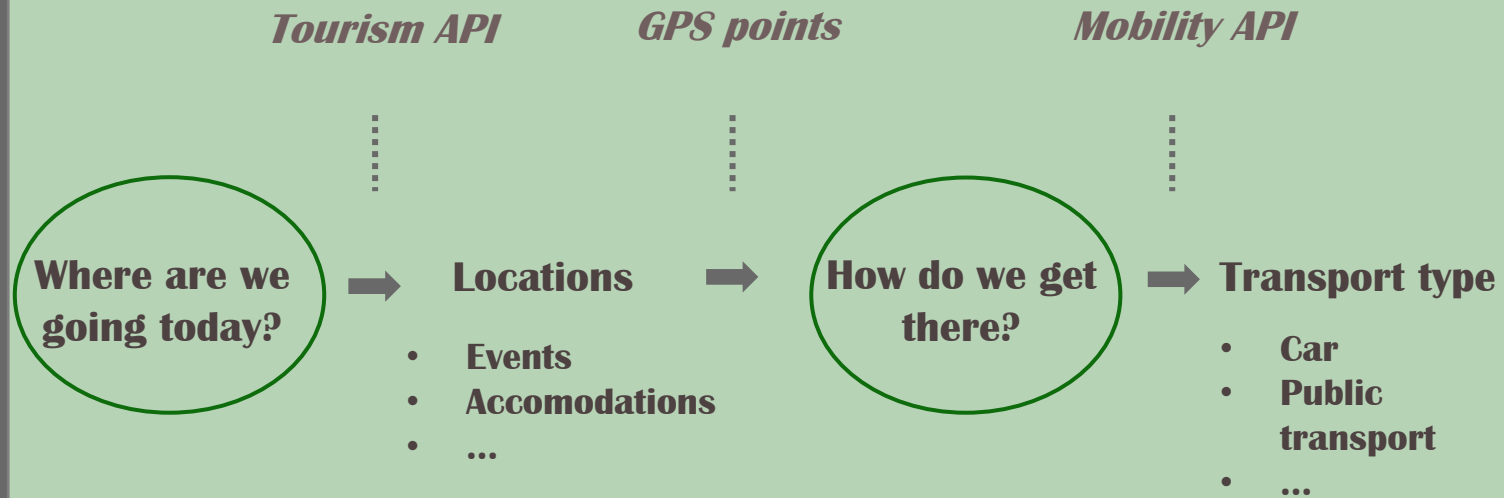 Tourism API
GPS points
Mobility API
Where are we
going today?
Locations
• Events
• Accomodations
• ...
How do we get
there?
Transport type
• Car
• Public
transport
• ...